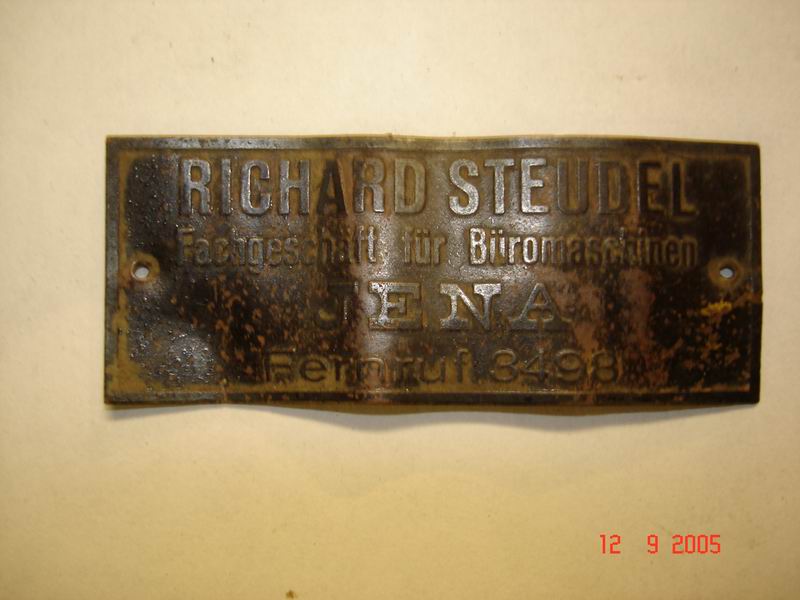 RICHARD STEUDEL
Fachgeschäft für Büromaschinen
JENA
Fernruf 3498
12 9 2005